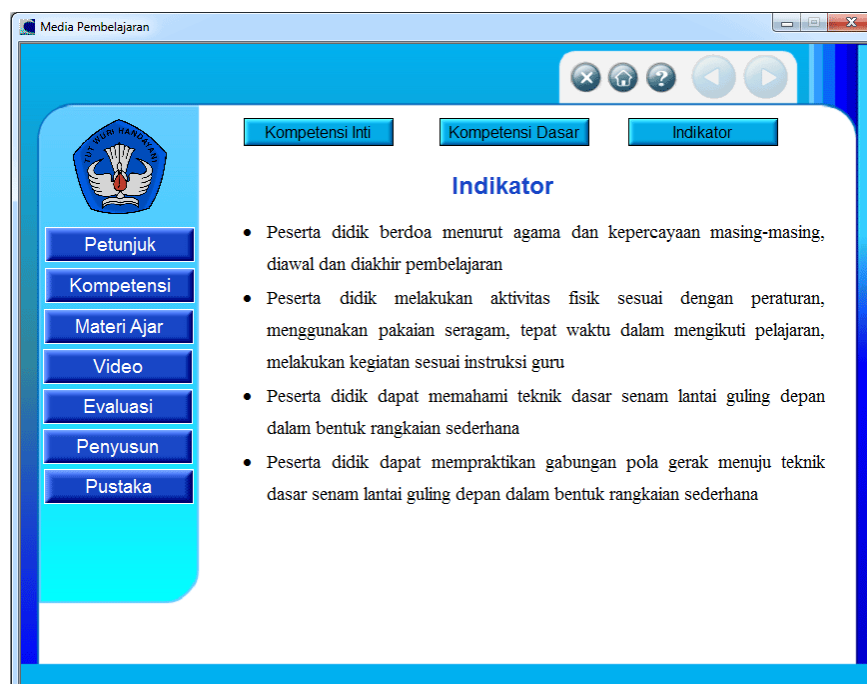 Media Pembelajaran
TUT WURI HANDAYANI
Kompetensi Inti
Kompetensi Dasar
Indikator
Indikator
Petunjuk
Kompetensi
Materi Ajar
Video
Evaluasi
Penyusun
Pustaka
• Peserta didik berdoa menurut agama dan kepercayaan masing-masing,
diawal dan diakhir pembelajaran
• Peserta didik melakukan aktivitas fisik sesuai dengan peraturan,
menggunakan pakaian seragam, tepat waktu dalam mengikuti pelajaran,
melakukan kegiatan sesuai instruksi guru
• Peserta didik dapat memahami teknik dasar senam lantai guling depan
dalam bentuk rangkaian sederhana
• Peserta didik dapat mempraktikan gabungan pola gerak menuju teknik
dasar senam lantai guling depan dalam bentuk rangkaian sederhana